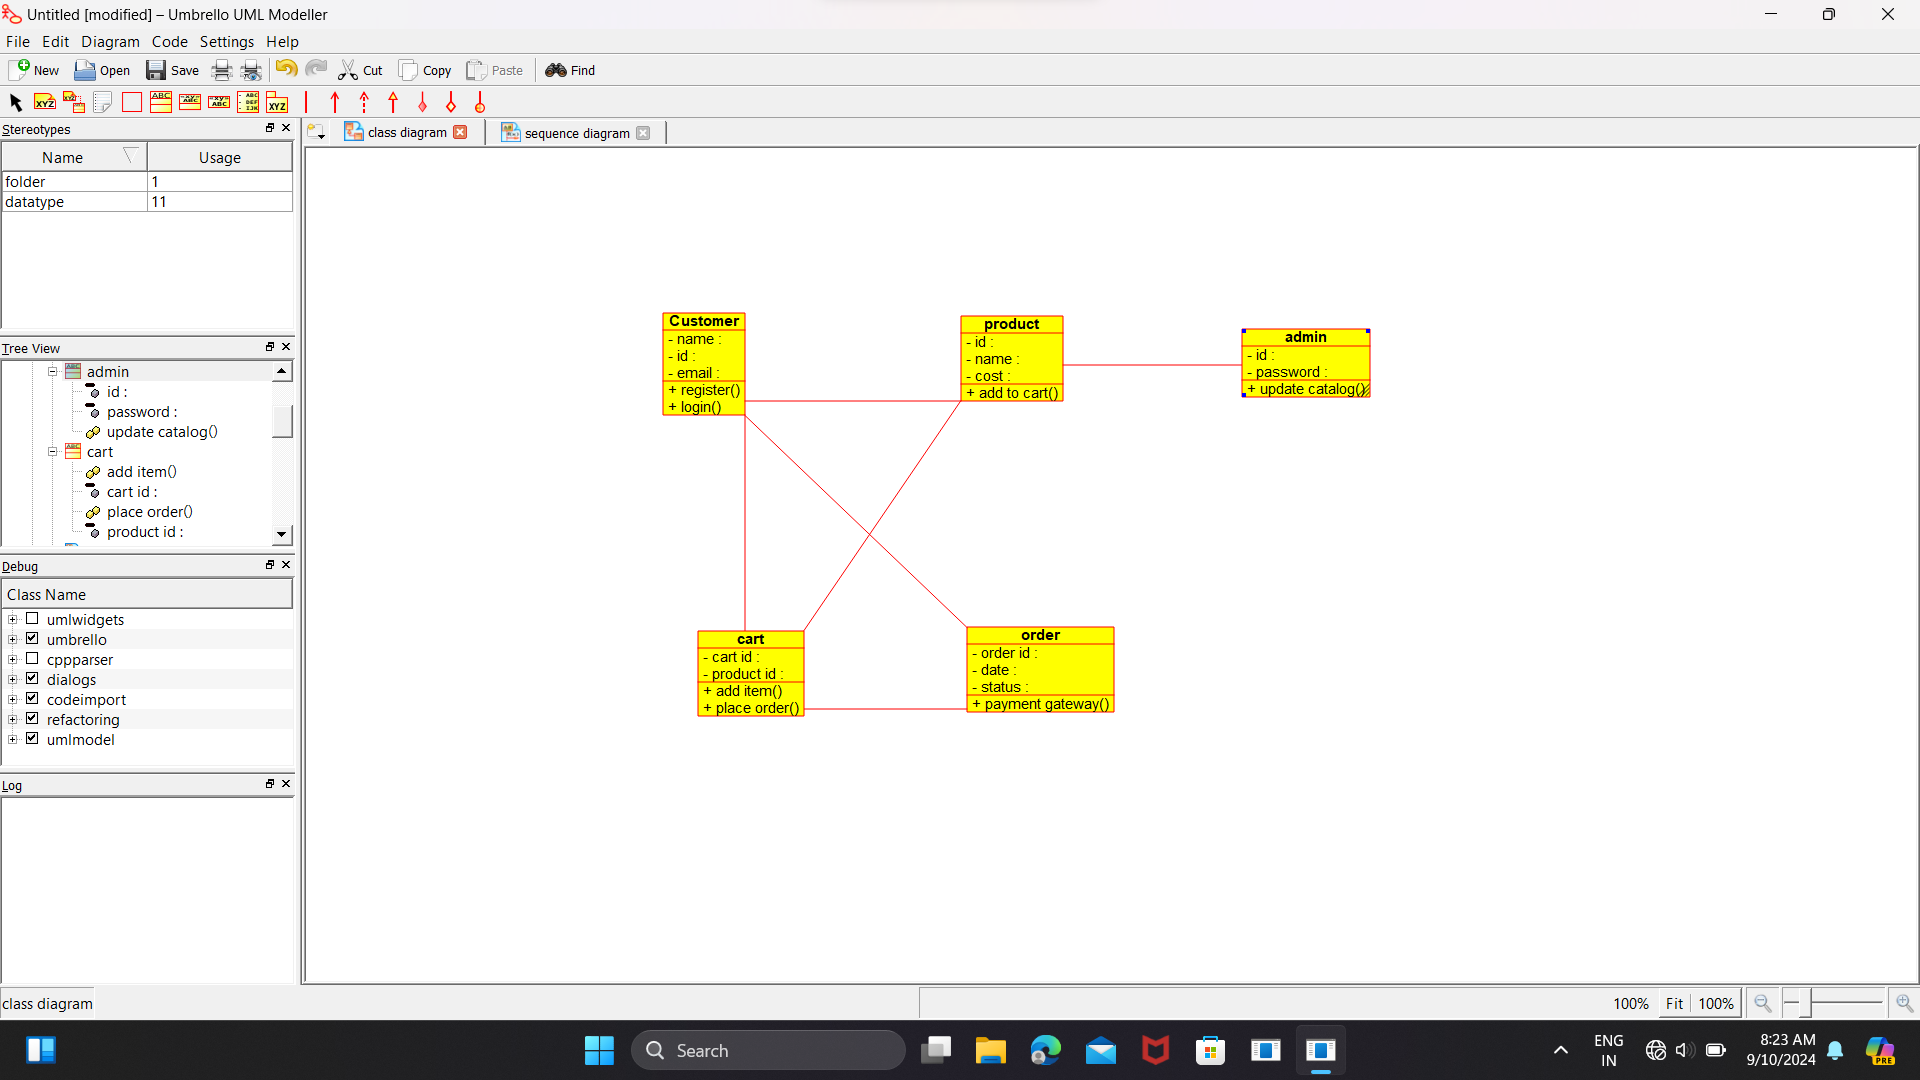 Untitled [modified] – Umbrello UML Modeller
File Edit Diagram Code Settings Help
New Open Save Cut Copy Paste Find
Stereotypes
class diagram
sequence diagram
Name Usage
folder 1
datatype 11
Tree View
admin
id :
password :
update catalog()
cart
add item()
cart id :
place order()
product id :
Debug
Class Name
umlwidgets
umbrello
cppparser
dialogs
codeimport
refactoring
umlmodel
Log
Customer
- name :
- id :
- email :
+ register()
+ login()
product
- id :
- name :
- cost :
+ add to cart()
admin
- id :
- password :
+ update catalog()
cart
- cart id :
- product id :
+ add item()
+ place order()
order
- order id :
- date :
- status :
+ payment gateway()
class diagram
100% Fit 100%
Search
ENG
IN
8:23 AM
9/10/2024
PRE